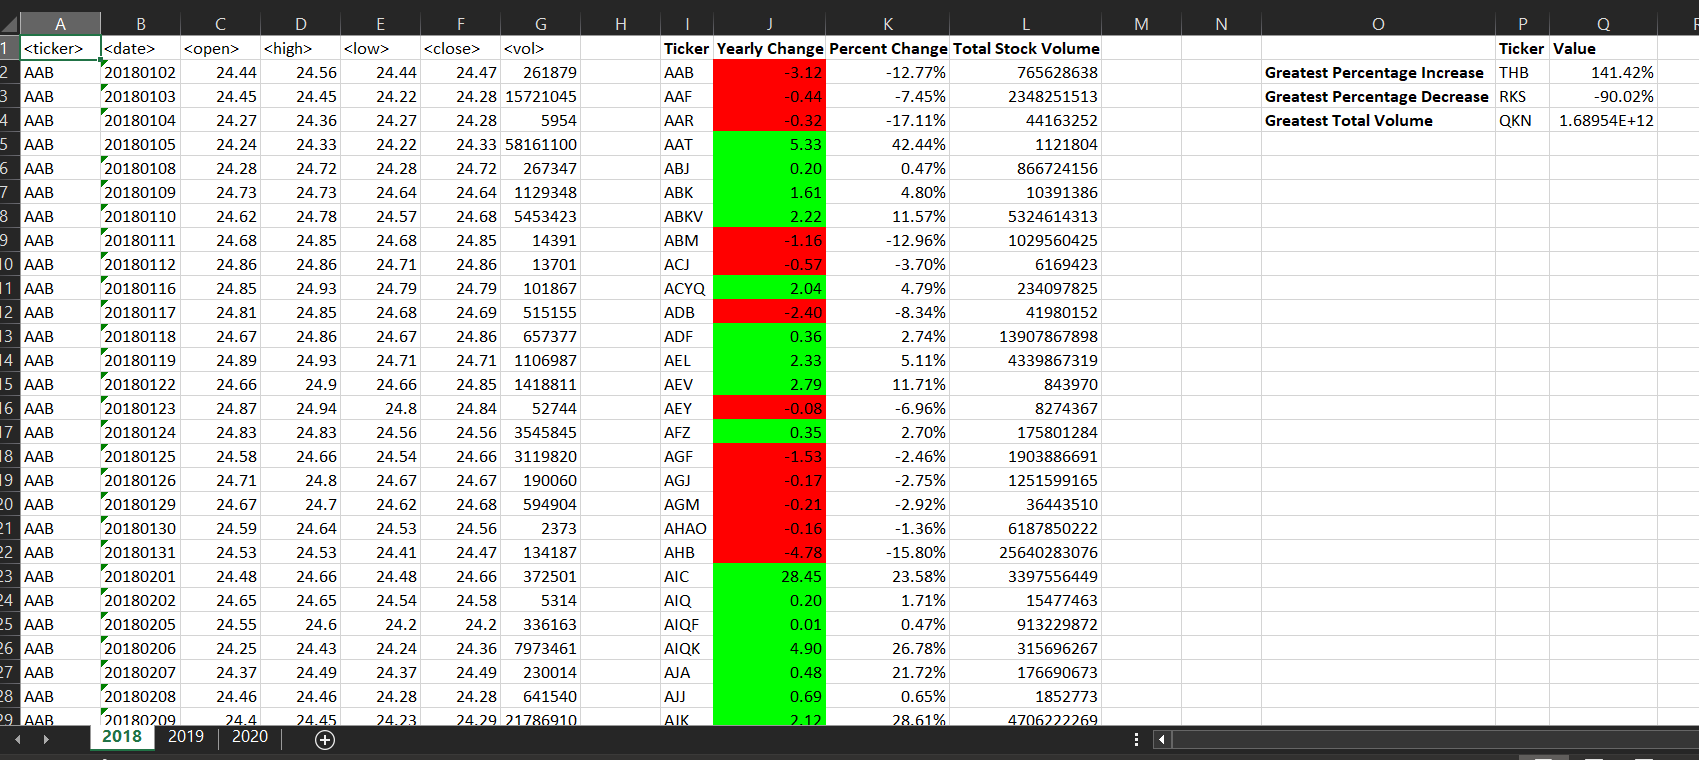 A B C D E F G H I J K L M N O P Q
1 <ticker> <date> <open> <high> <low> <close> <vol> Ticker Yearly Change Percent Change Total Stock Volume Ticker Value
2 AAB 20180102 24.44 24.56 24.44 24.47 261879 AAB -3.12 -12.77% 765628638 Greatest Percentage Increase THB 141.42%
3 AAB 20180103 24.45 24.45 24.22 24.28 15721045 AAF -0.44 -7.45% 2348251513 Greatest Percentage Decrease RKS -90.02%
4 AAB 20180104 24.27 24.36 24.27 24.28 5954 AAR -0.32 -17.11% 44163252 Greatest Total Volume QKN 1.68954E+12
5 AAB 20180105 24.24 24.33 24.22 24.33 58161100 AAT 5.33 42.44% 1121804
6 AAB 20180108 24.28 24.72 24.28 24.72 267347 ABJ 0.20 0.47% 866724156
7 AAB 20180109 24.73 24.73 24.64 24.64 1129348 ABK 1.61 4.80% 10391386
8 AAB 20180110 24.62 24.78 24.57 24.68 5453423 ABKV 2.22 11.57% 5324614313
9 AAB 20180111 24.68 24.85 24.68 24.85 14391 ABM -1.16 -12.96% 1029560425
10 AAB 20180112 24.86 24.86 24.71 24.86 13701 ACJ -0.57 -3.70% 6169423
11 AAB 20180116 24.85 24.93 24.79 24.79 101867 ACYQ 2.04 4.79% 234097825
12 AAB 20180117 24.81 24.85 24.68 24.69 515155 ADB -2.40 -8.34% 41980152
13 AAB 20180118 24.67 24.86 24.67 24.86 657377 ADF 0.36 2.74% 13907867898
14 AAB 20180119 24.89 24.93 24.71 24.71 1106987 AEL 2.33 5.11% 4339867319
15 AAB 20180122 24.66 24.9 24.66 24.85 1418811 AEV 2.79 11.71% 843970
16 AAB 20180123 24.87 24.94 24.8 24.84 52744 AEY -0.08 -6.96% 8274367
17 AAB 20180124 24.83 24.83 24.56 24.56 3545845 AFZ 0.35 2.70% 175801284
18 AAB 20180125 24.58 24.66 24.54 24.66 3119820 AGF -1.53 -2.46% 1903886691
19 AAB 20180126 24.71 24.8 24.67 24.67 190060 AGJ -0.17 -2.75% 1251599165
20 AAB 20180129 24.67 24.7 24.62 24.68 594904 AGM -0.21 -2.92% 36443510
21 AAB 20180130 24.59 24.64 24.53 24.56 2373 AHAO -0.16 -1.36% 6187850222
22 AAB 20180131 24.53 24.53 24.41 24.47 134187 AHB -4.78 -15.80% 25640283076
23 AAB 20180201 24.48 24.66 24.48 24.66 372501 AIC 28.45 23.58% 3397556449
24 AAB 20180202 24.65 24.65 24.54 24.58 5314 AIQ 0.20 1.71% 15477463
25 AAB 20180205 24.55 24.6 24.2 24.2 336163 AIQF 0.01 0.47% 913229872
26 AAB 20180206 24.25 24.43 24.24 24.36 7973461 AIQK 4.90 26.78% 315696267
27 AAB 20180207 24.37 24.49 24.37 24.49 230014 AJA 0.48 21.72% 176690673
28 AAB 20180208 24.46 24.46 24.28 24.28 641540 AJJ 0.69 0.65% 1852773
29 AAB 20180209 24.4 24.45 24.23 24.29 21786910 AJK 2.12 28.61% 4706222269
2018 2019 2020